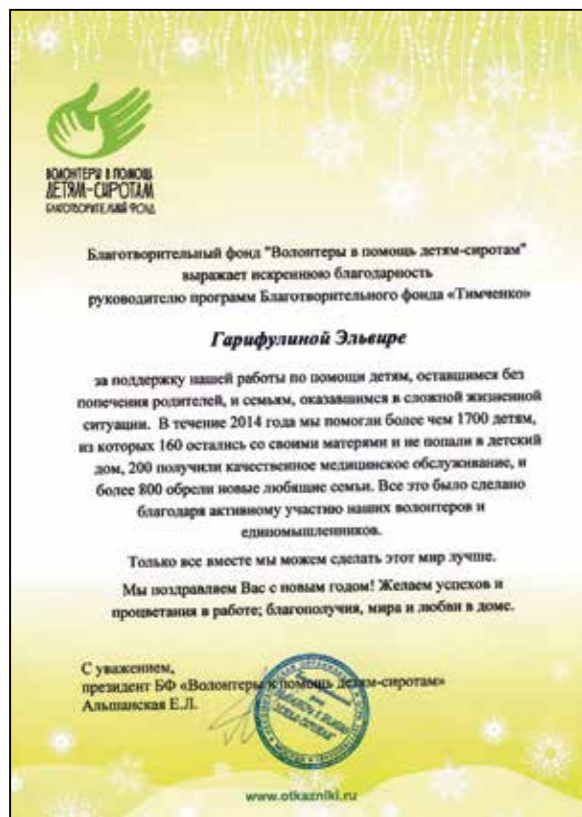 ВОЛОНТЕРЫ В ПОМОЩЬ
ДЕТЯМ-СИРОТАМ
БЛАГОТВОРИТЕЛЬНЫЙ ФОНД
Благотворительный фонд "Волонтеры в помощь детям-сиротам"
выражает искреннюю благодарность
руководителю программ Благотворительного фонда «Тимченко»
Гарифулиной Эльвире
за поддержку нашей работы по помощи детям, оставшимся без
попечения родителей, и семьям, оказавшимся в сложной жизненной
ситуации. В течение 2014 года мы помогли более чем 1700 детям,
из которых 160 остались со своими матерями и не попали в детский
дом, 200 получили качественное медицинское обслуживание, и
более 800 обрели новые любящие семьи. Все это было сделано
благодаря активному участию наших волонтеров и
единомышленников.
Только все вместе мы можем сделать этот мир лучше.
Мы поздравляем Вас с новым годом! Желаем успехов и
процветания в работе; благополучия, мира и любви в доме.
С уважением,
президент БФ «Волонтеры в помощь детям-сиротам»
Альшанская Е.Л.
www.otkazniki.ru